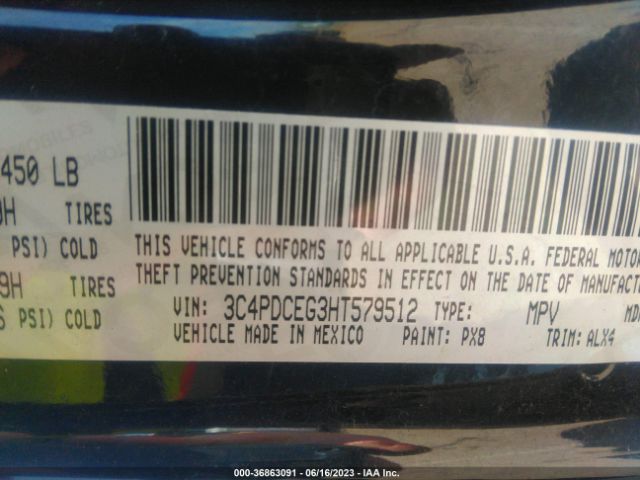 450 LB
TIRES
PSI) COLD
9H TIRES
PSI) COLD
THIS VEHICLE CONFORMS TO ALL APPLICABLE U.S.A. FEDERAL MOTOR
THEFT PREVENTION STANDARDS IN EFFECT ON THE DATE OF MANUFACT
VIN: 3C4PDCEG3HT579512 TYPE: MPV
VEHICLE MADE IN MEXICO PAINT: PX8 TRIM: ALX4
000-36863091 - 06/16/2023 - IAA Inc.